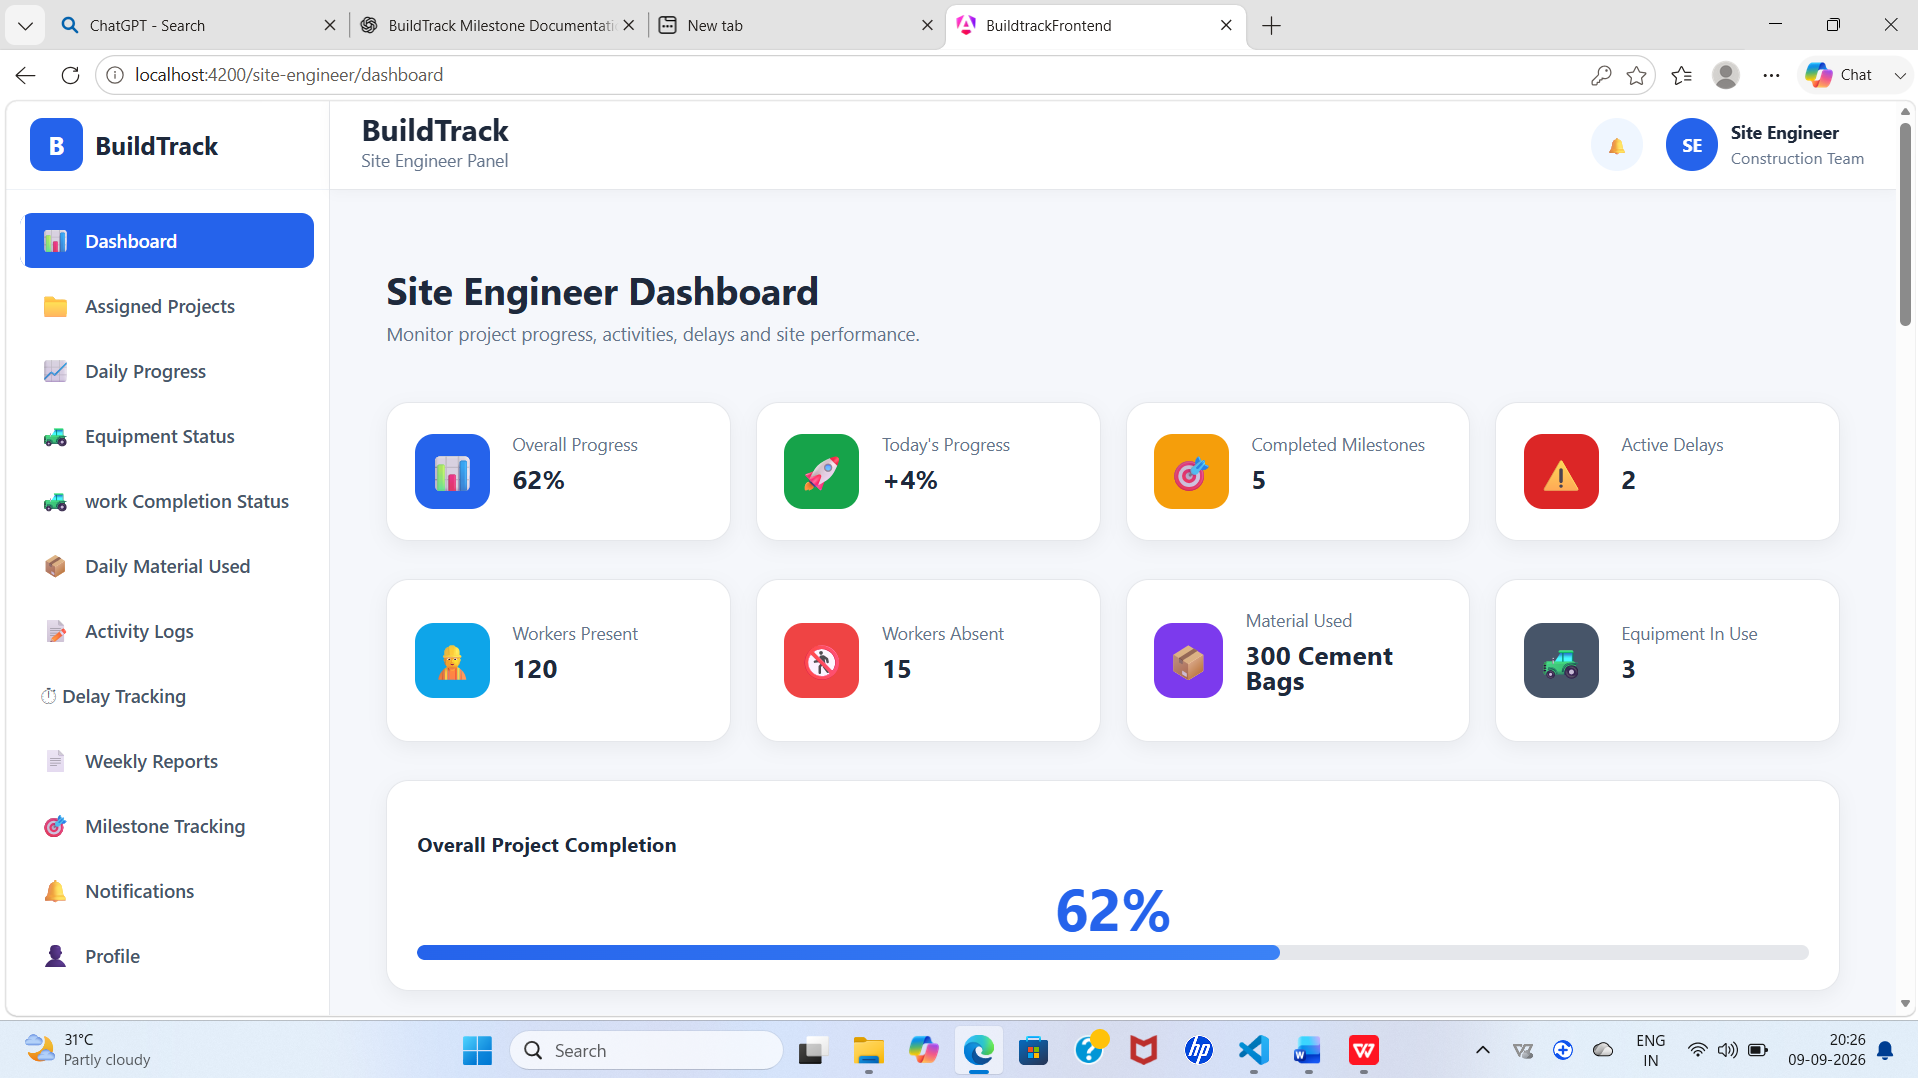 ChatGPT - Search
BuildTrack Milestone Documentati
New tab
BuildtrackFrontend
localhost:4200/site-engineer/dashboard
Chat
B
BuildTrack
BuildTrack
Site Engineer Panel
SE
Site Engineer
Construction Team
Dashboard
Assigned Projects
Daily Progress
Equipment Status
work Completion Status
Daily Material Used
Activity Logs
Delay Tracking
Weekly Reports
Milestone Tracking
Notifications
Profile
Site Engineer Dashboard
Monitor project progress, activities, delays and site performance.
Overall Progress
62%
Today's Progress
+4%
Completed Milestones
5
Active Delays
2
Workers Present
120
Workers Absent
15
Material Used
300 Cement
Bags
Equipment In Use
3
Overall Project Completion
62%
31°C
Partly cloudy
Search
ENG
IN
20:26
09-09-2026